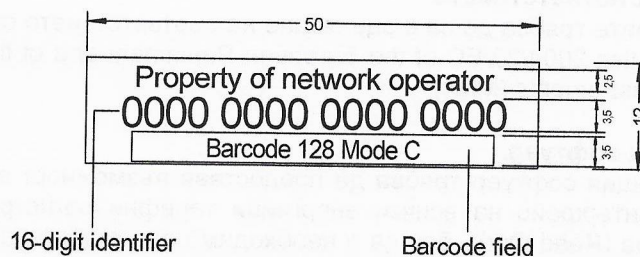 50
Property of network operator
0000 0000 0000 0000
Barcode 128 Mode C
2,5
3,5
3,5
16-digit identifier
Barcode field